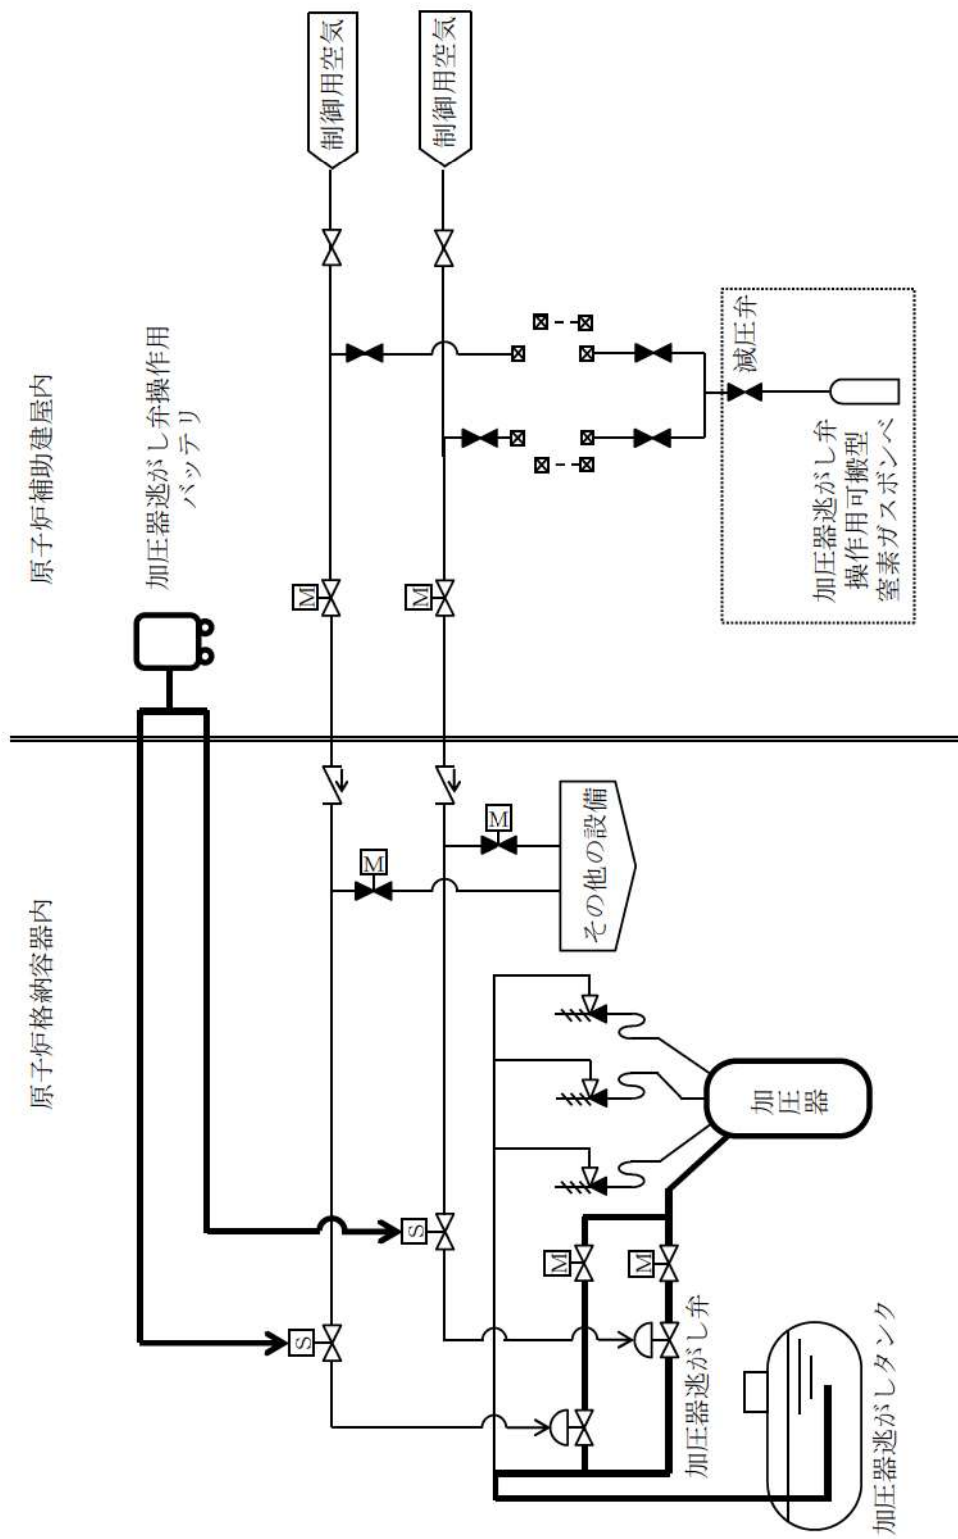 原子炉格納容器内
原子炉補助建屋内
加圧器逃がし弁操作用
バッテリ
制御用空気
制御用空気
M
M
M
M
その他の設備
減圧弁
加圧器逃がし弁
操作用可搬型
窒素ガスボンベ
S
S
M
M
加圧器
加圧器逃がし弁
加圧器逃がしタンク